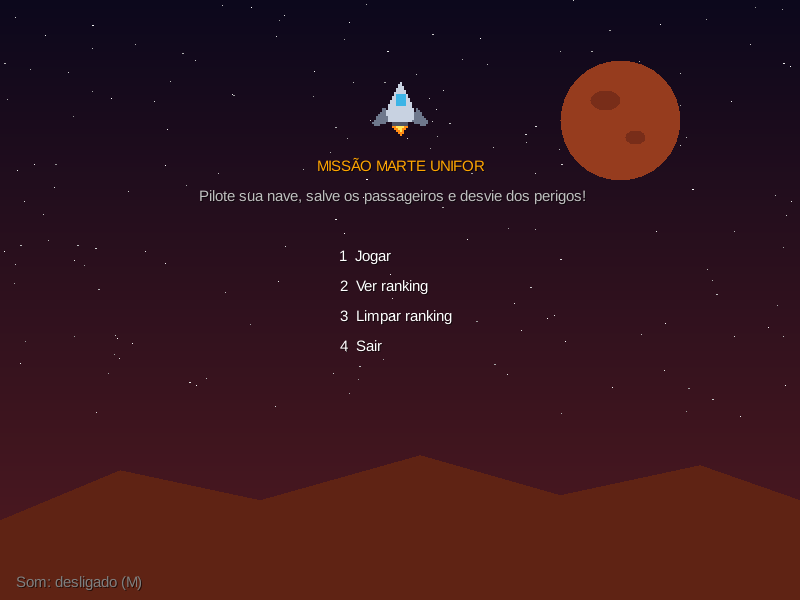 MISSÃO MARTE UNIFOR
Pilote sua nave, salve os passageiros e desvie dos perigos!
1 Jogar
2 Ver ranking
3 Limpar ranking
4 Sair
Som: desligado (M)